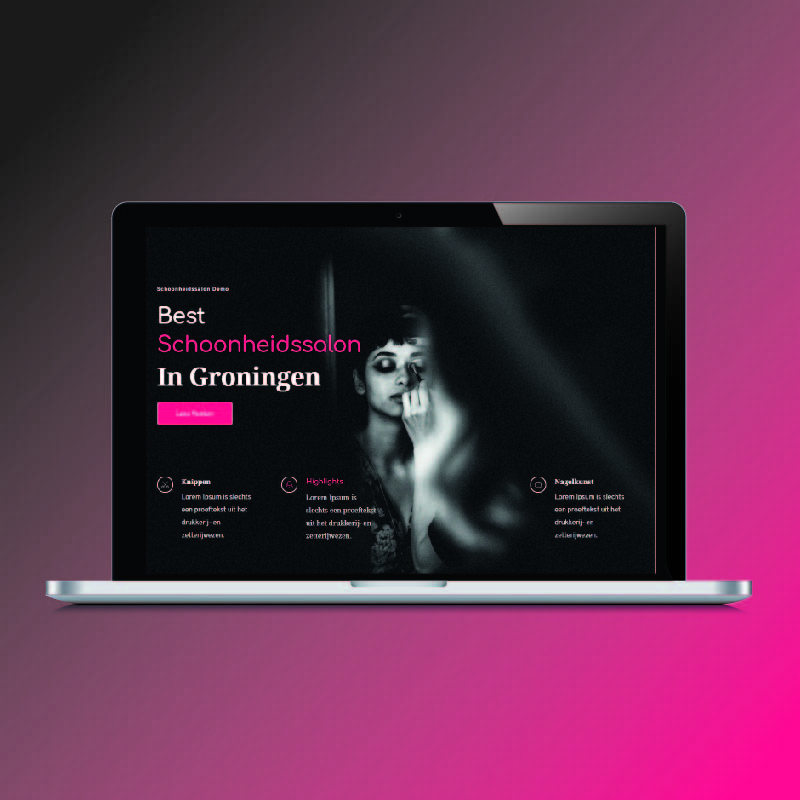 Schoonheidssalon Demo
Best
Schoonheidssalon
In Groningen
Lees Verder
Knippen
Lorem Ipsum is slechts
een proeftekst uit het
drukkerij- en
zetterijwezen.
Highlights
Lorem Ipsum is
slechts een proeftekst
uit het drukkerij- en
zetterijwezen.
Nagelkunst
Lorem Ipsum is slechts
een proeftekst uit het
drukkerij- en
zetterijwezen.